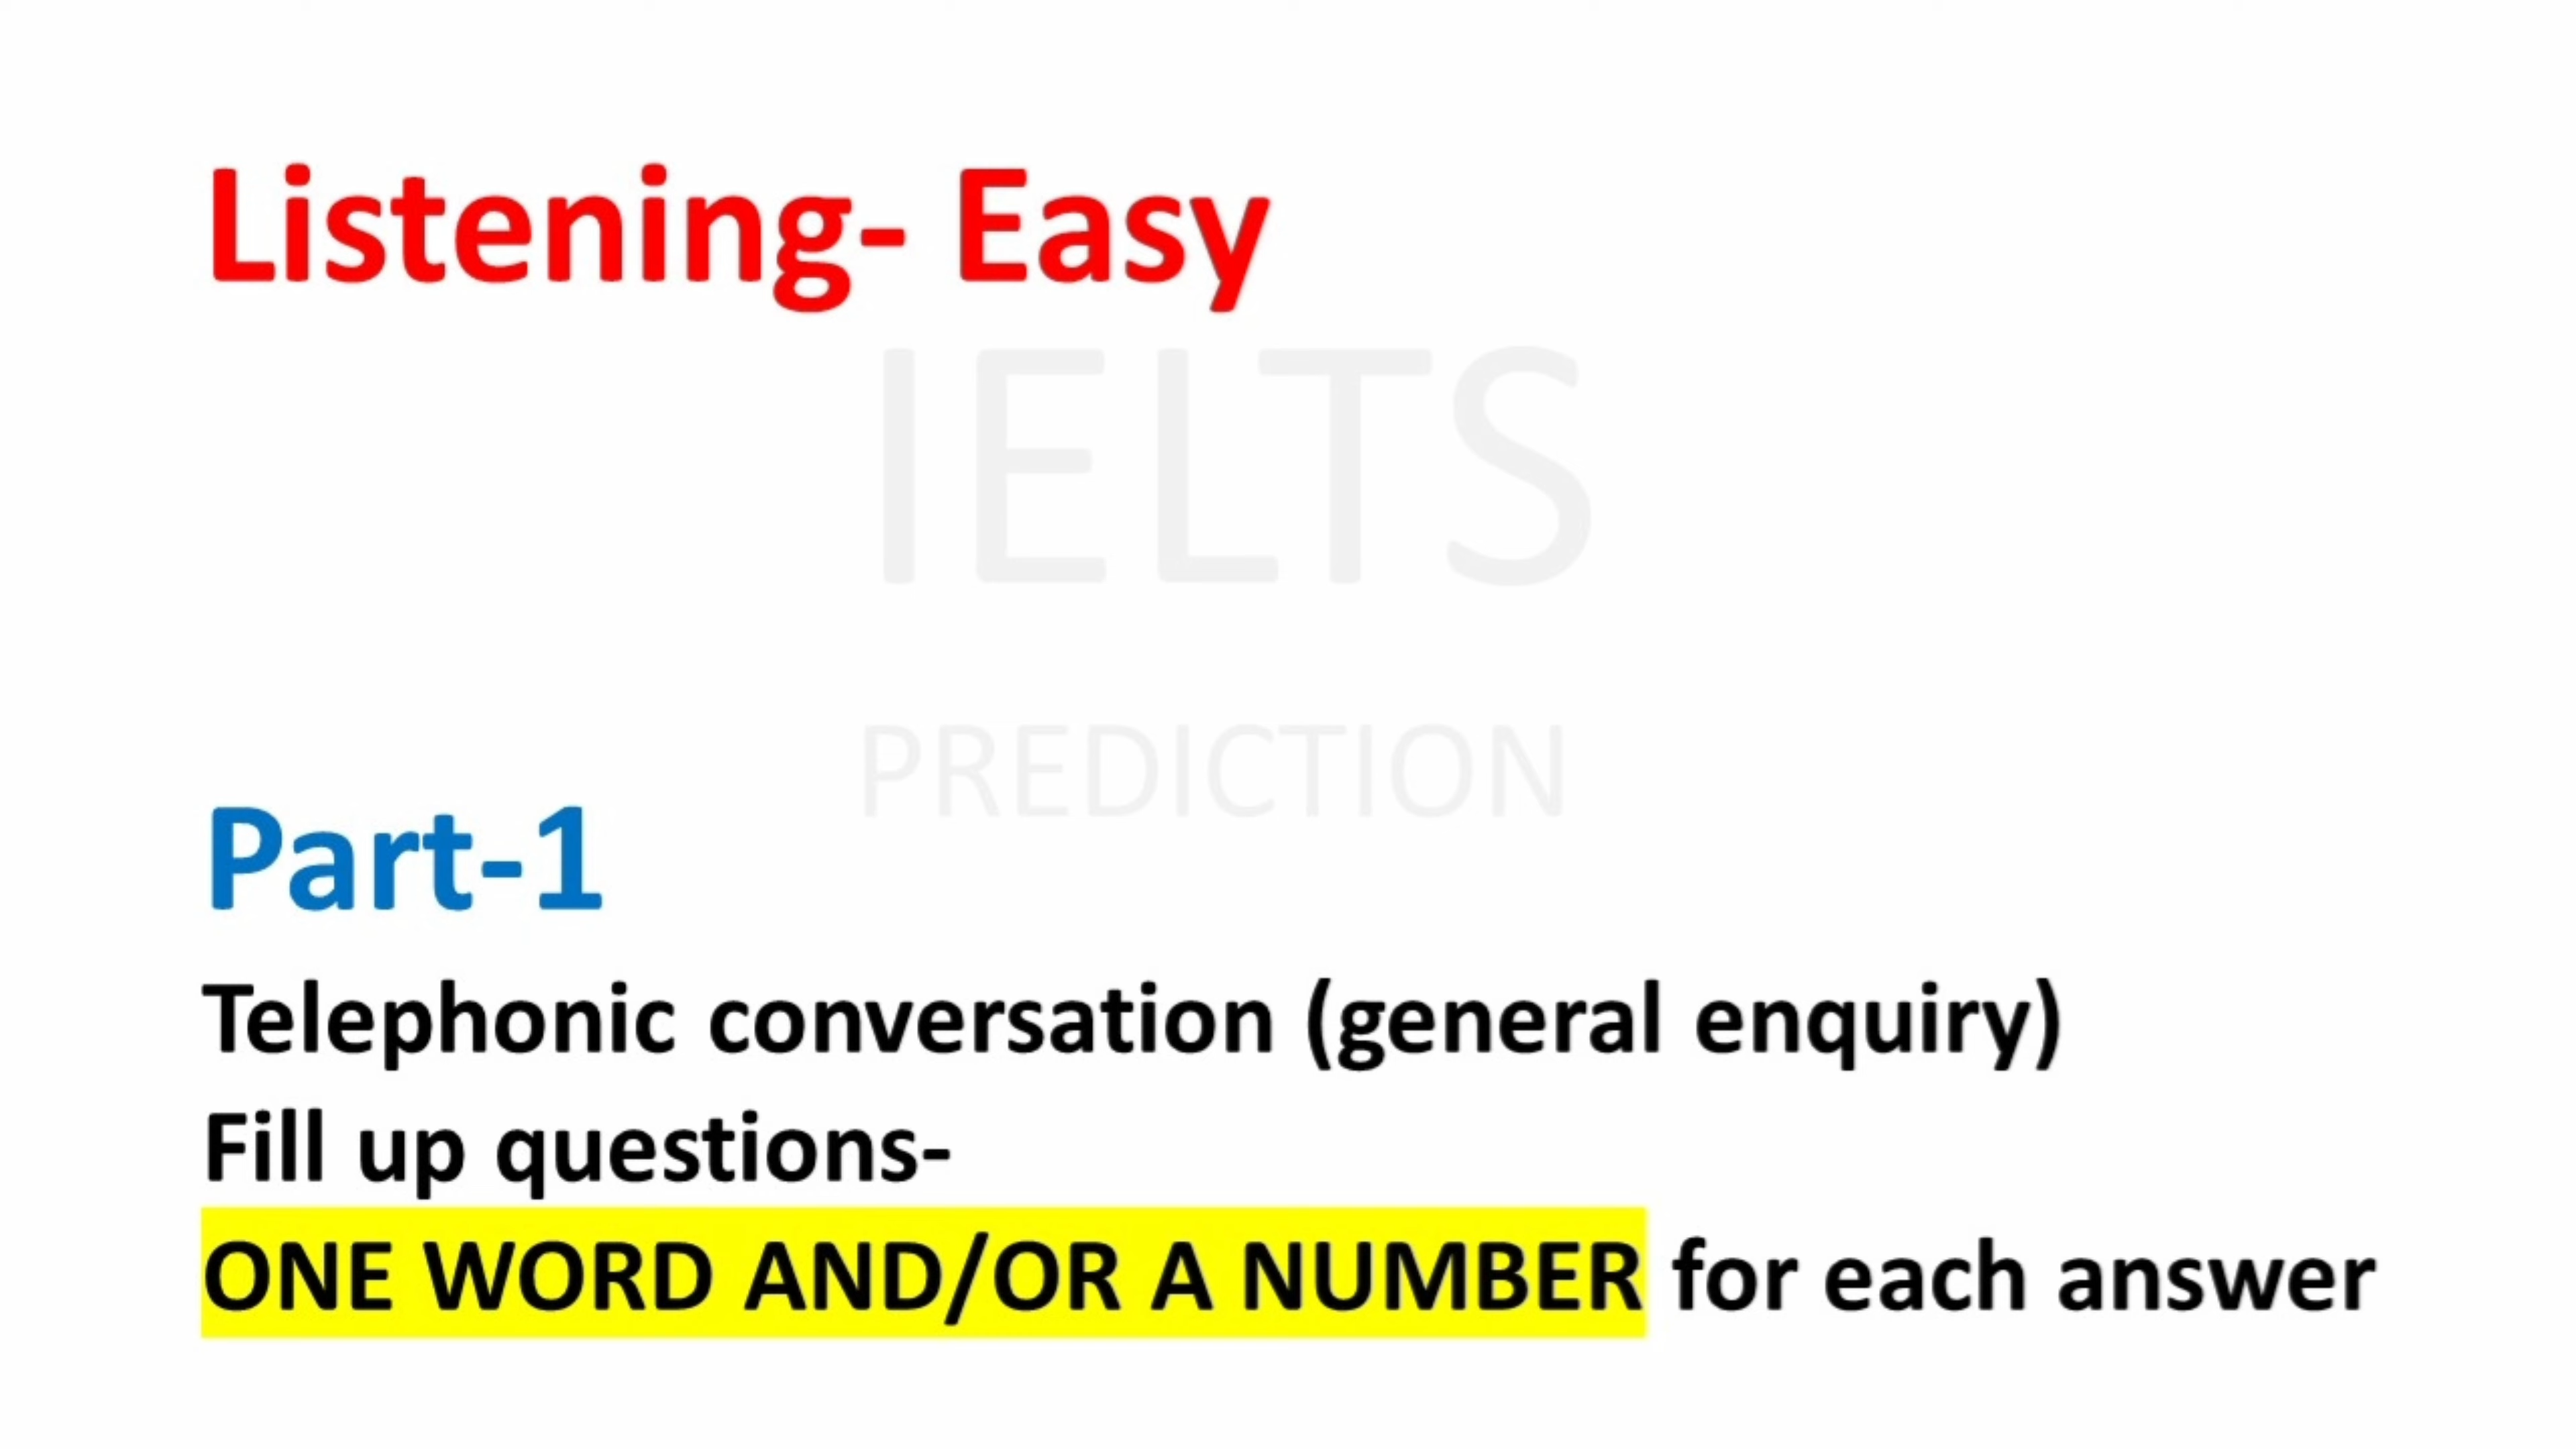 Listening- Easy
IELTS
PREDICTION
Part-1
Telephonic conversation (general enquiry)
Fill up questions-
ONE WORD AND/OR A NUMBER for each answer